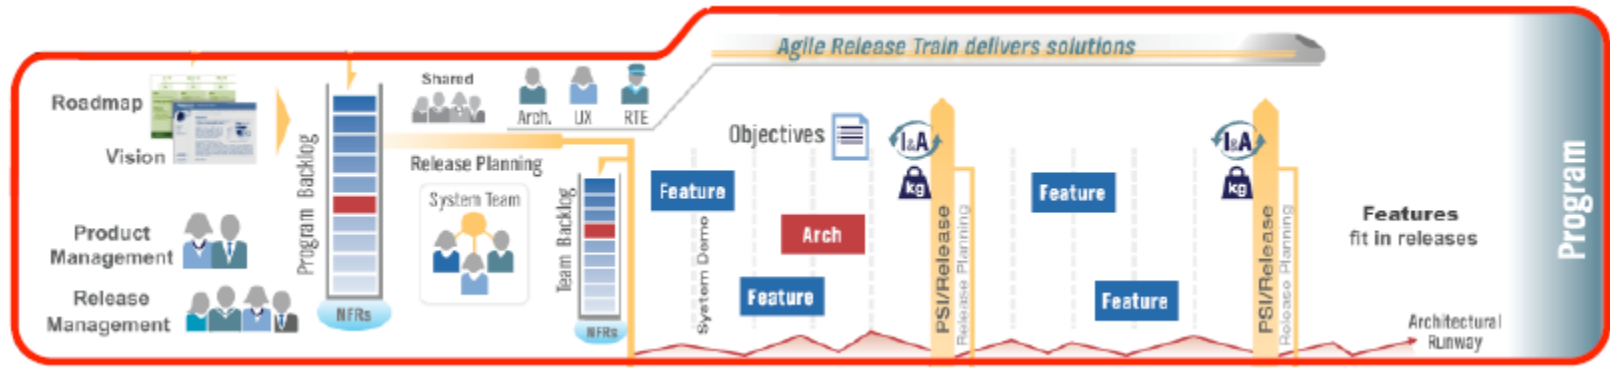 Agile Release Train delivers solutions
Roadmap
Vision
Product
Management
Release
Management
Program Backlog
NFRs
Shared
Arch.
UX
RTE
Release Planning
System Team
Team Backlog
NFRs
Feature
System Demo
Arch
Feature
Objectives
I&A
kg
PSI/Release
Release Planning
Feature
Feature
I&A
kg
PSI/Release
Release Planning
Features
fit in releases
Architectural
Runway
Program